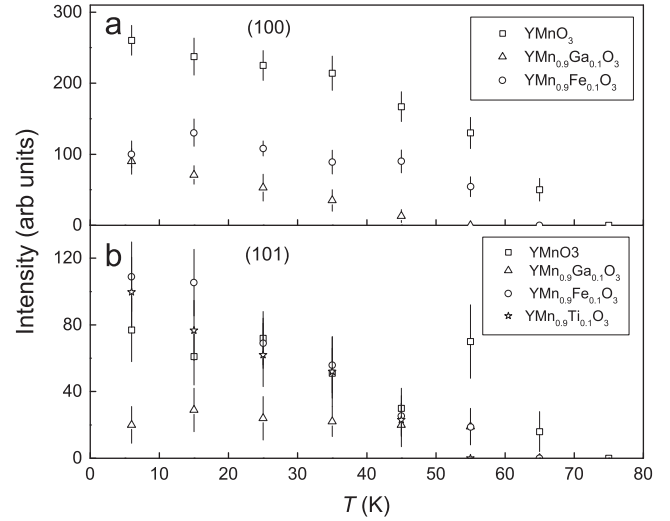 a
(100)
YMnO₃
YMn₀.₉Ga₀.₁O₃
YMn₀.₉Fe₀.₁O₃
300
200
100
0
Intensity (arb units)
b
(101)
YMnO3
YMn₀.₉Ga₀.₁O₃
YMn₀.₉Fe₀.₁O₃
YMn₀.₉Ti₀.₁O₃
120
80
40
0
0 10 20 30 40 50 60 70 80
T (K)